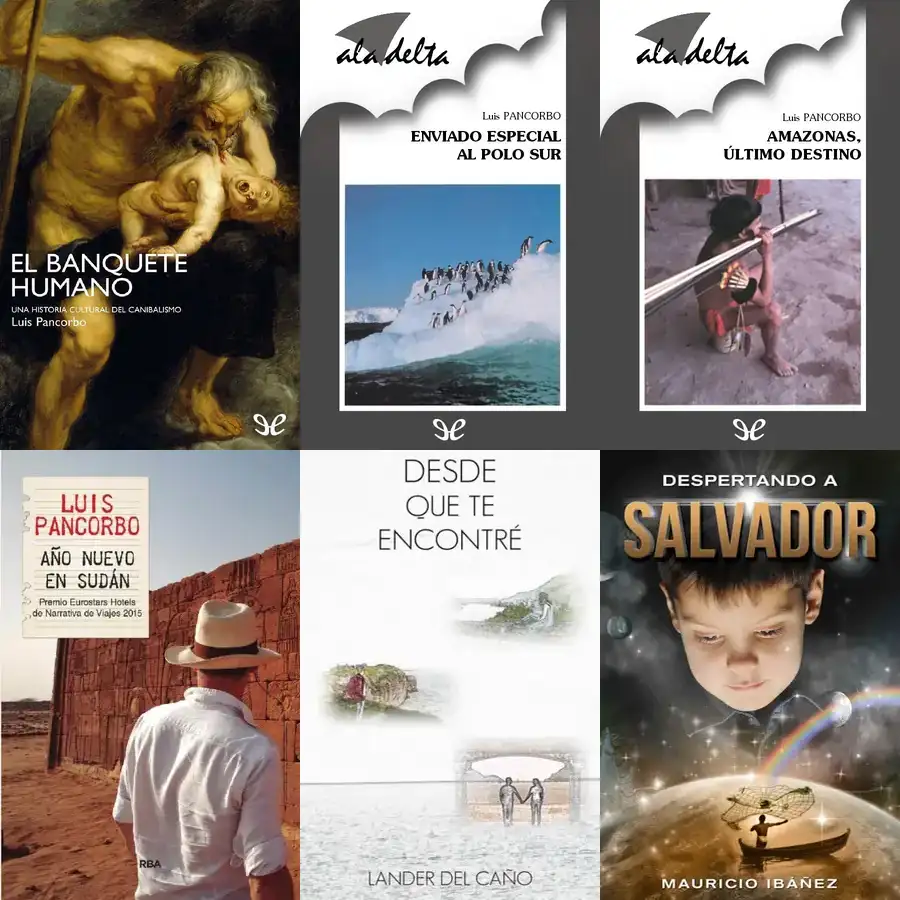 EL BANQUETE
HUMANO
UNA HISTORIA CULTURAL DEL CANIBALISMO
Luis Pancorbo
ala delta
Luis PANCORBO
ENVIADO ESPECIAL
AL POLO SUR
ala delta
Luis PANCORBO
AMAZONAS,
ÚLTIMO DESTINO
LUIS
PANCORBO
AÑO NUEVO
EN SUDÁN
Premio Eurostars Hotels
de Narrativa de Viajes 2015
RBA
DESDE
QUE TE
ENCONTRÉ
LANDER DEL CAÑO
DESPERTANDO A
SALVADOR
MAURICIO IBÁÑEZ